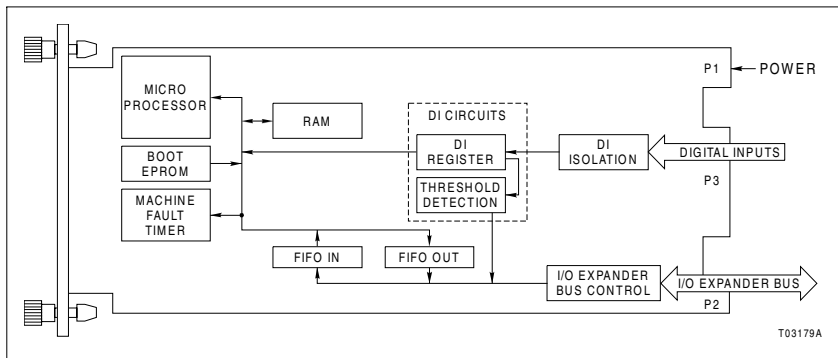 MICRO
PROCESSOR
BOOT
EPROM
MACHINE
FAULT
TIMER
RAM
FIFO IN
FIFO OUT
DI CIRCUITS
DI
REGISTER
THRESHOLD
DETECTION
DI
ISOLATION
P1
POWER
DIGITAL INPUTS
P3
I/O EXPANDER
BUS CONTROL
I/O EXPANDER BUS
P2
T03179A